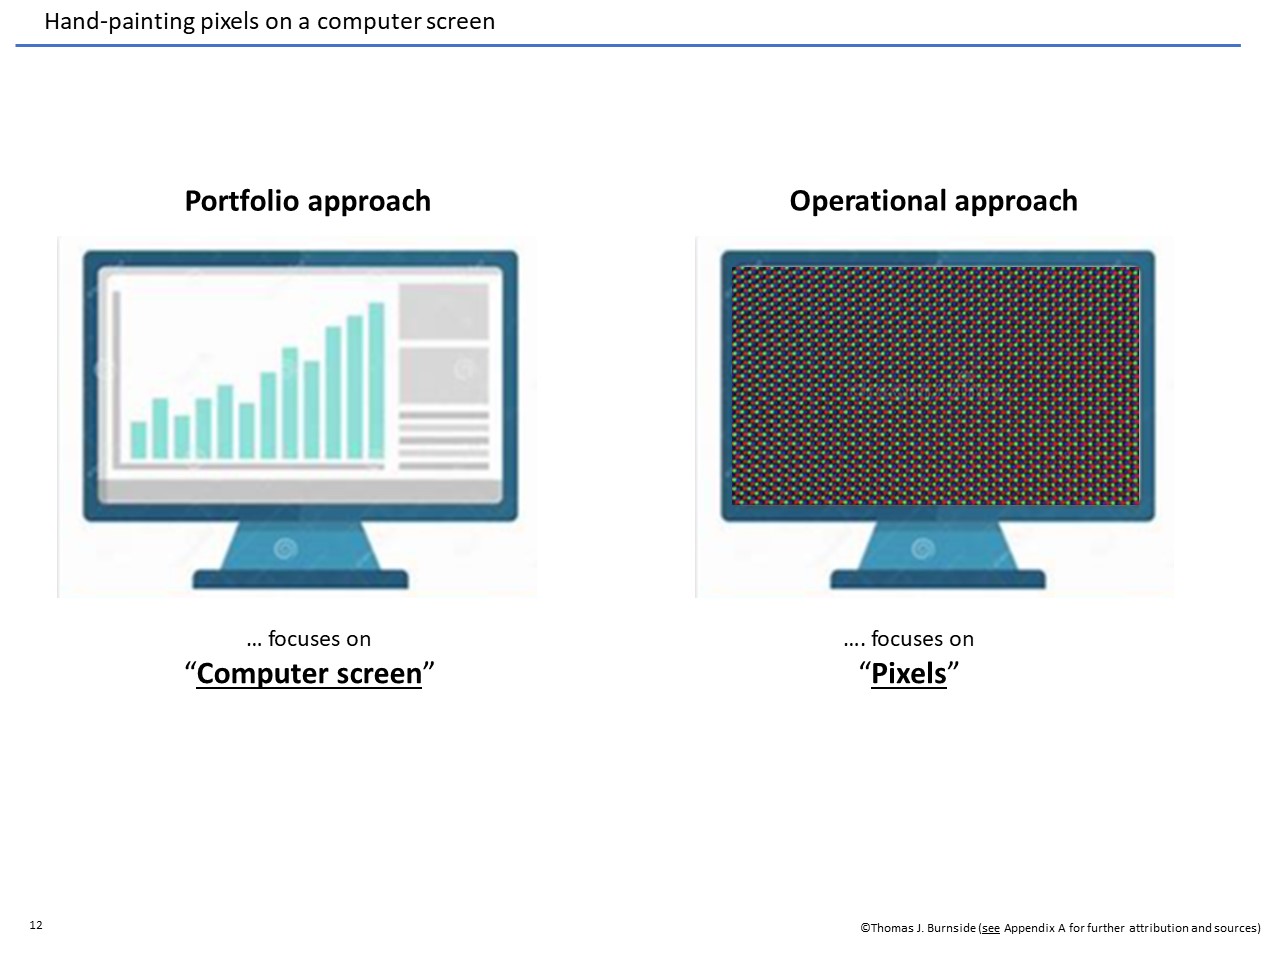 Hand-painting pixels on a computer screen
Portfolio approach
Operational approach
... focuses on
“Computer screen”
.... focuses on
“Pixels”
12
©Thomas J. Burnside (see Appendix A for further attribution and sources)